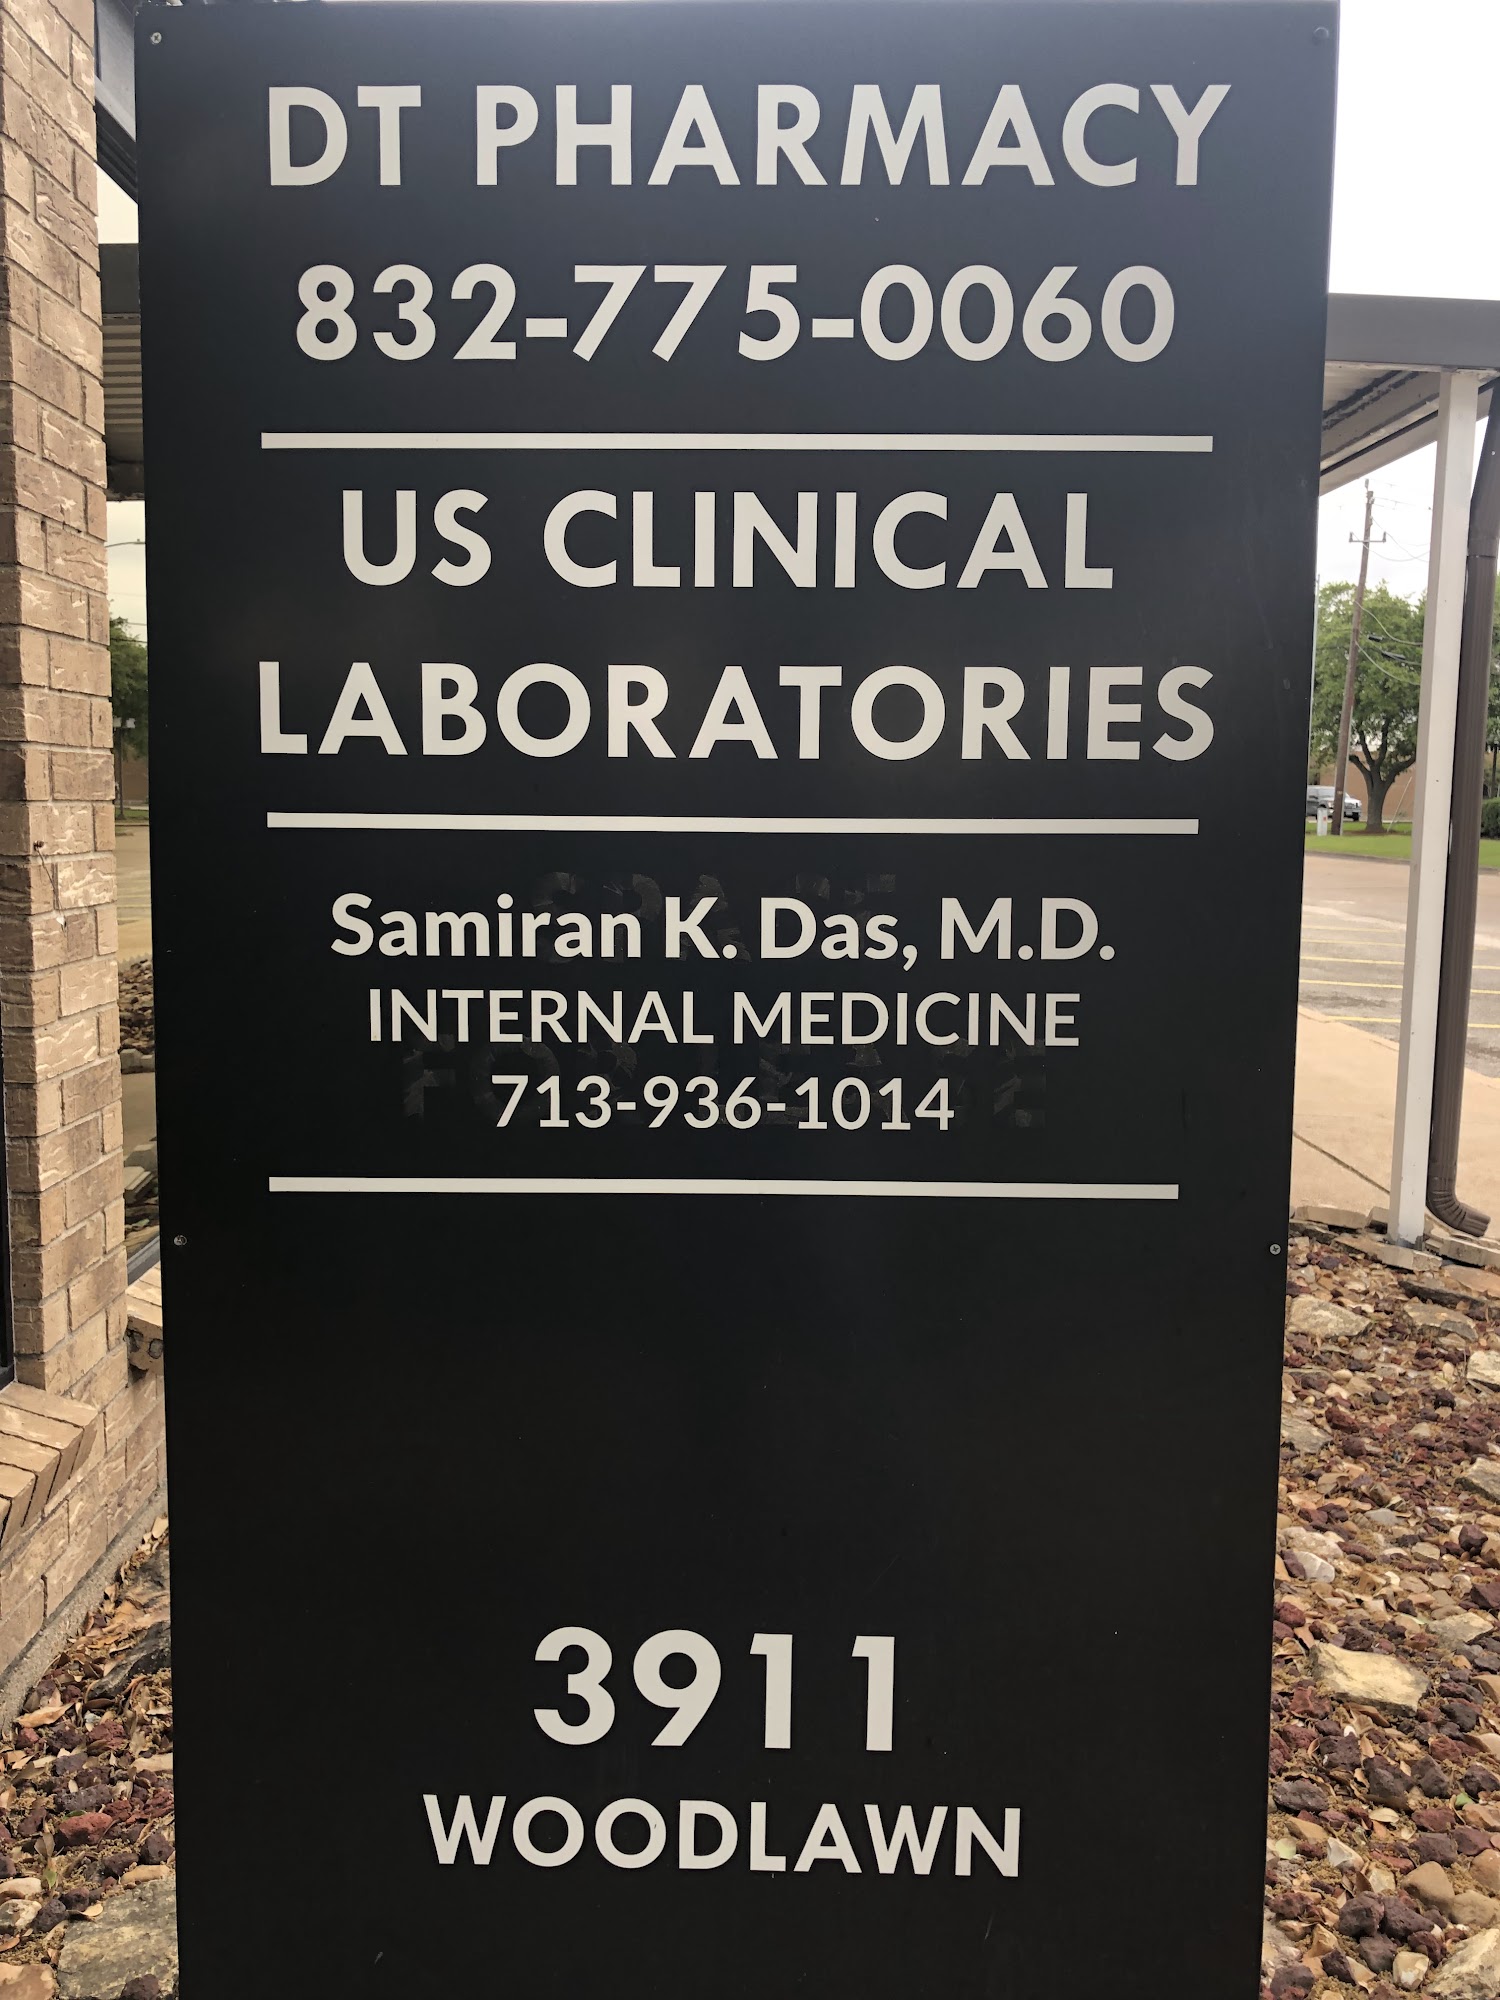 DT PHARMACY
832-775-0060
US CLINICAL
LABORATORIES
Samiran K. Das, M.D.
INTERNAL MEDICINE
713-936-1014
3911
WOODLAWN